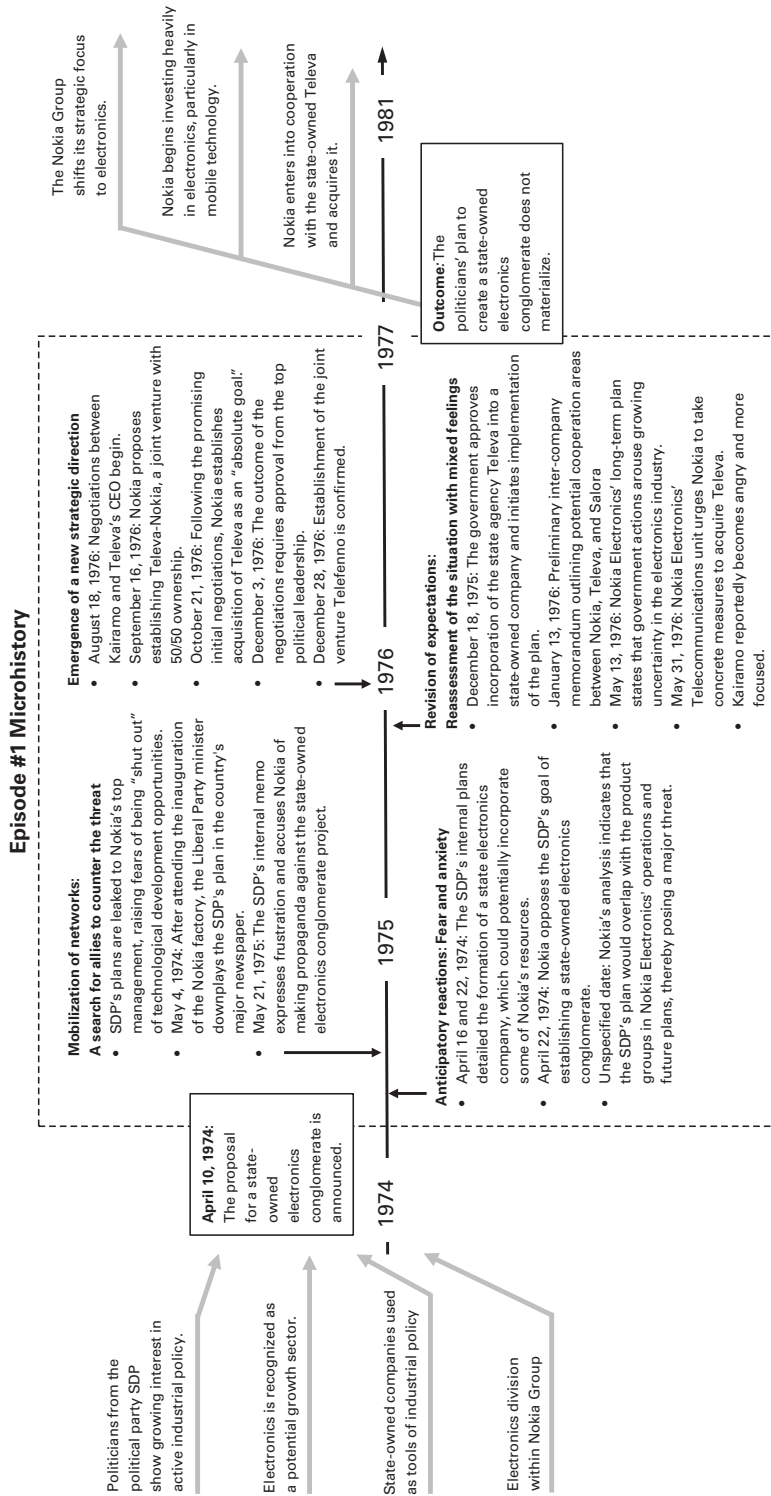 Episode #1 Microhistory
Politicians from the
political party SDP
show growing interest in
active industrial policy.
Electronics is recognized as
a potential growth sector.
State-owned companies used
as tools of industrial policy
Electronics division
within Nokia Group
April 10, 1974:
The proposal
for a state-
owned
electronics
conglomerate is
announced.
Mobilization of networks:
A search for allies to counter the threat
• SDP's plans are leaked to Nokia's top
management, raising fears of being "shut out"
of technological development opportunities.
• May 4, 1974: After attending the inauguration
of the Nokia factory, the Liberal Party minister
downplays the SDP's plan in the country's
major newspaper.
• May 21, 1975: The SDP's internal memo
expresses frustration and accuses Nokia of
making propaganda against the state-owned
electronics conglomerate project.
Emergence of a new strategic direction
• August 18, 1976: Negotiations between
Kairamo and Televa's CEO begin.
• September 16, 1976: Nokia proposes
establishing Televa-Nokia, a joint venture with
50/50 ownership.
• October 21, 1976: Following the promising
initial negotiations, Nokia establishes
acquisition of Televa as an "absolute goal."
• December 3, 1976: The outcome of the
negotiations requires approval from the top
political leadership.
• December 28, 1976: Establishment of the joint
venture Telefenno is confirmed.
The Nokia Group
shifts its strategic focus
to electronics.
Nokia begins investing heavily
in electronics, particularly in
mobile technology.
Nokia enters into cooperation
with the state-owned Televa
and acquires it.
1974
1975
1976
1977
1981
Anticipatory reactions: Fear and anxiety
• April 16 and 22, 1974: The SDP's internal plans
detailed the formation of a state electronics
company, which could potentially incorporate
some of Nokia's resources.
• April 22, 1974: Nokia opposes the SDP's goal of
establishing a state-owned electronics
conglomerate.
• Unspecified date: Nokia's analysis indicates that
the SDP's plan would overlap with the product
groups in Nokia Electronics' operations and
future plans, thereby posing a major threat.
Revision of expectations:
Reassessment of the situation with mixed feelings
• December 18, 1975: The government approves
incorporation of the state agency Televa into a
state-owned company and initiates implementation
of the plan.
• January 13, 1976: Preliminary inter-company
memorandum outlining potential cooperation areas
between Nokia, Televa, and Salora
• May 13, 1976: Nokia Electronics' long-term plan
states that government actions arouse growing
uncertainty in the electronics industry.
• May 31, 1976: Nokia Electronics'
Telecommunications unit urges Nokia to take
concrete measures to acquire Televa.
• Kairamo reportedly becomes angry and more
focused.
Outcome: The
politicians' plan to
create a state-owned
electronics
conglomerate does not
materialize.